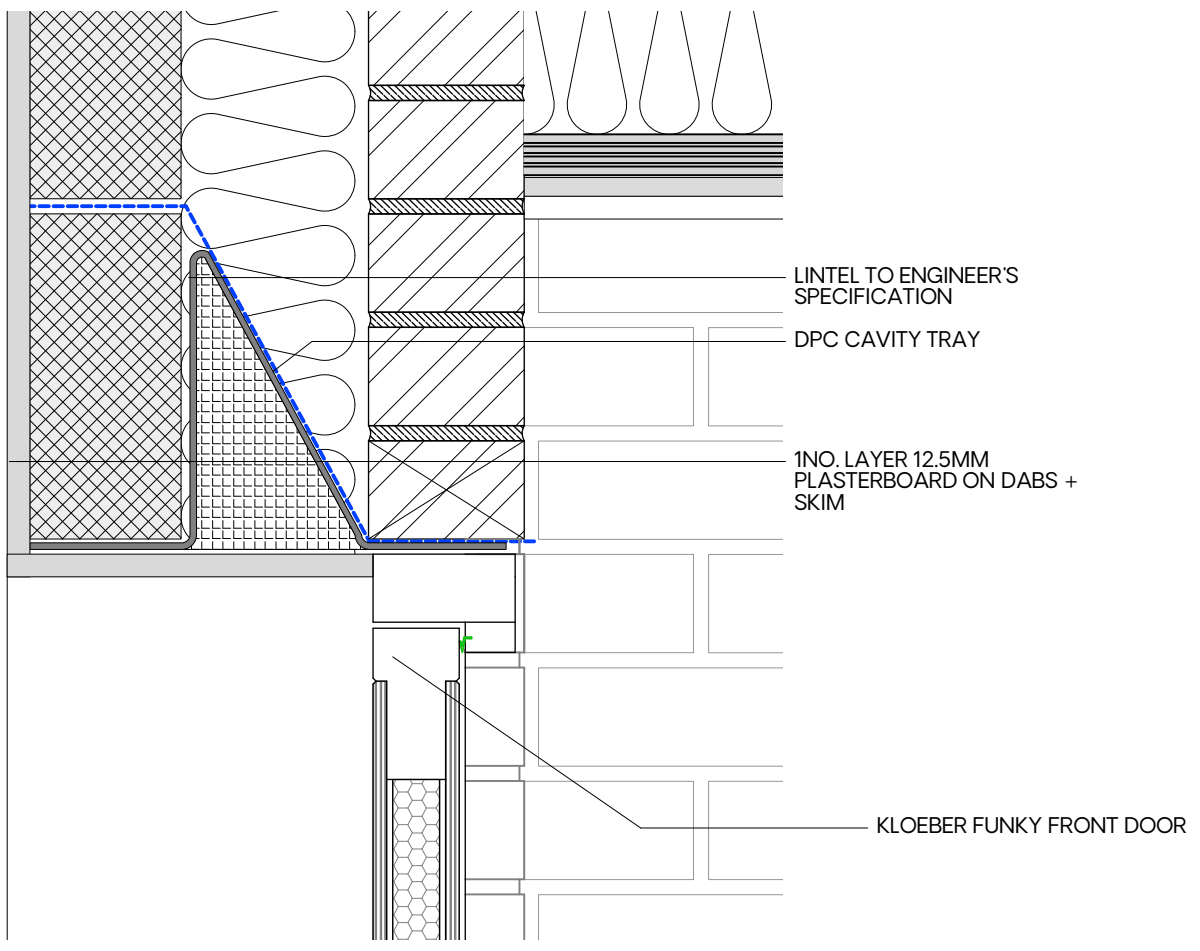 LINTEL TO ENGINEER'S
SPECIFICATION
DPC CAVITY TRAY
1NO. LAYER 12.5MM
PLASTERBOARD ON DABS +
SKIM
KLOEBER FUNKY FRONT DOOR